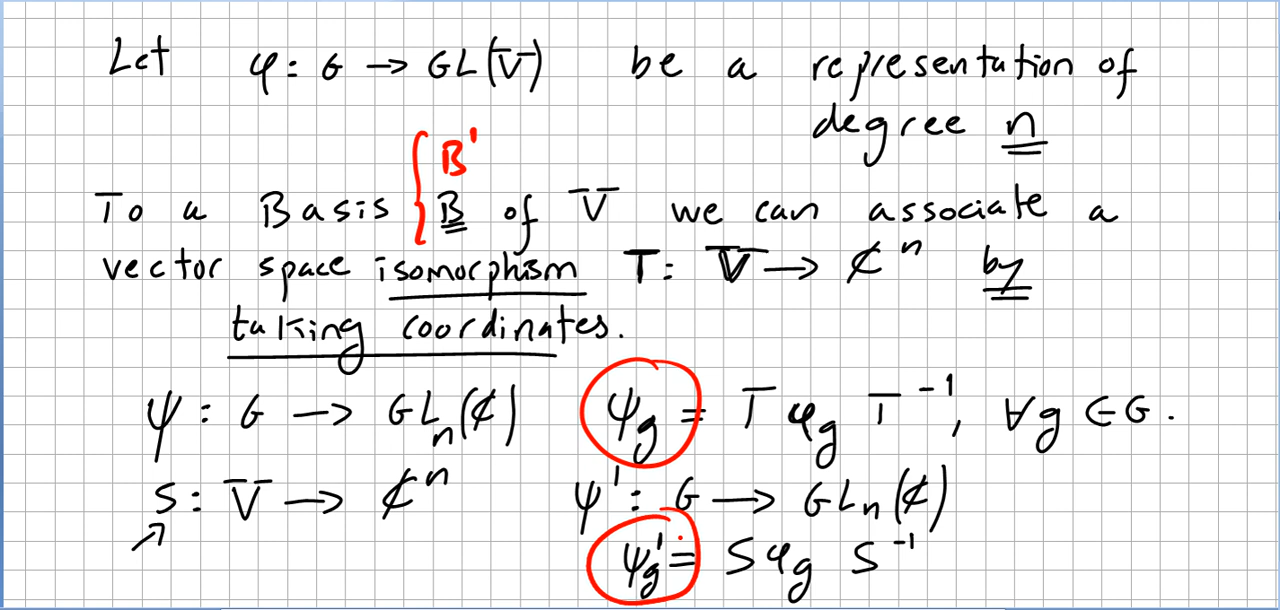 Let φ: G → GL(V) be a representation of
degree n
B'
To a Basis B of V we can associate a
vector space isomorphism T: V → ℂⁿ by
taking coordinates.
ψ: G → GLₙ(ℂ) ψ_g = T φ_g T⁻¹, ∀g ∈ G.
S: V → ℂⁿ ψ': G → GLₙ(ℂ)
ψ'_g = S φ_g S⁻¹